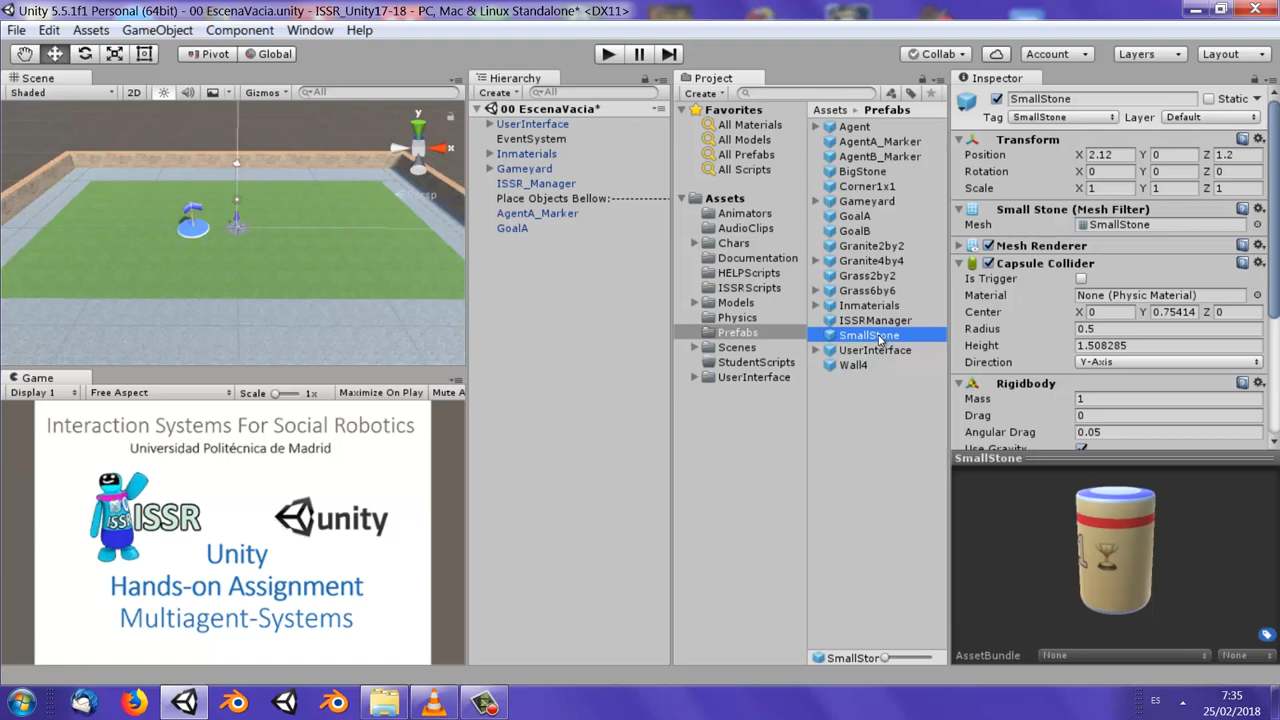 Unity 5.5.1f1 Personal (64bit) - 00 EscenaVacia.unity - ISSR_Unity17-18 - PC, Mac & Linux Standalone* <DX11>
File Edit Assets GameObject Component Window Help
Pivot Global Collab Account Layers Layout
Scene
Shaded 2D Gizmos All
y
x
Persp
Game
Display 1 Free Aspect Scale 1x Maximize On Play Mute A
Interaction Systems For Social Robotics
Universidad Politécnica de Madrid
ISSR
ISSR
unity
Unity
Hands-on Assignment
Multiagent-Systems
Hierarchy
Create All
00 EscenaVacia*
UserInterface
EventSystem
Inmaterials
Gameyard
ISSR_Manager
Place Objects Bellow:------------
AgentA_Marker
GoalA
Project
Create
Favorites
All Materials
All Models
All Prefabs
All Scripts
Assets
Animators
AudioClips
Chars
Documentation
HELPScripts
ISSRScripts
Models
Physics
Prefabs
Scenes
StudentScripts
UserInterface
Assets Prefabs
Agent
AgentA_Marker
AgentB_Marker
BigStone
Corner1x1
Gameyard
GoalA
GoalB
Granite2by2
Granite4by4
Grass2by2
Grass6by6
Inmaterials
ISSRManager
SmallStone
UserInterface
Wall4
SmallStor
Inspector
SmallStone Static
Tag SmallStone Layer Default
Transform
Position X 2.12 Y 0 Z 1.2
Rotation X 0 Y 0 Z 0
Scale X 1 Y 1 Z 1
Small Stone (Mesh Filter)
Mesh SmallStone
Mesh Renderer
Capsule Collider
Is Trigger
Material None (Physic Material)
Center X 0 Y 0.75414 Z 0
Radius 0.5
Height 1.508285
Direction Y-Axis
Rigidbody
Mass 1
Drag 0
Angular Drag 0.05
Use Gravity
SmallStone
AssetBundle None None
ES
7:35
25/02/2018